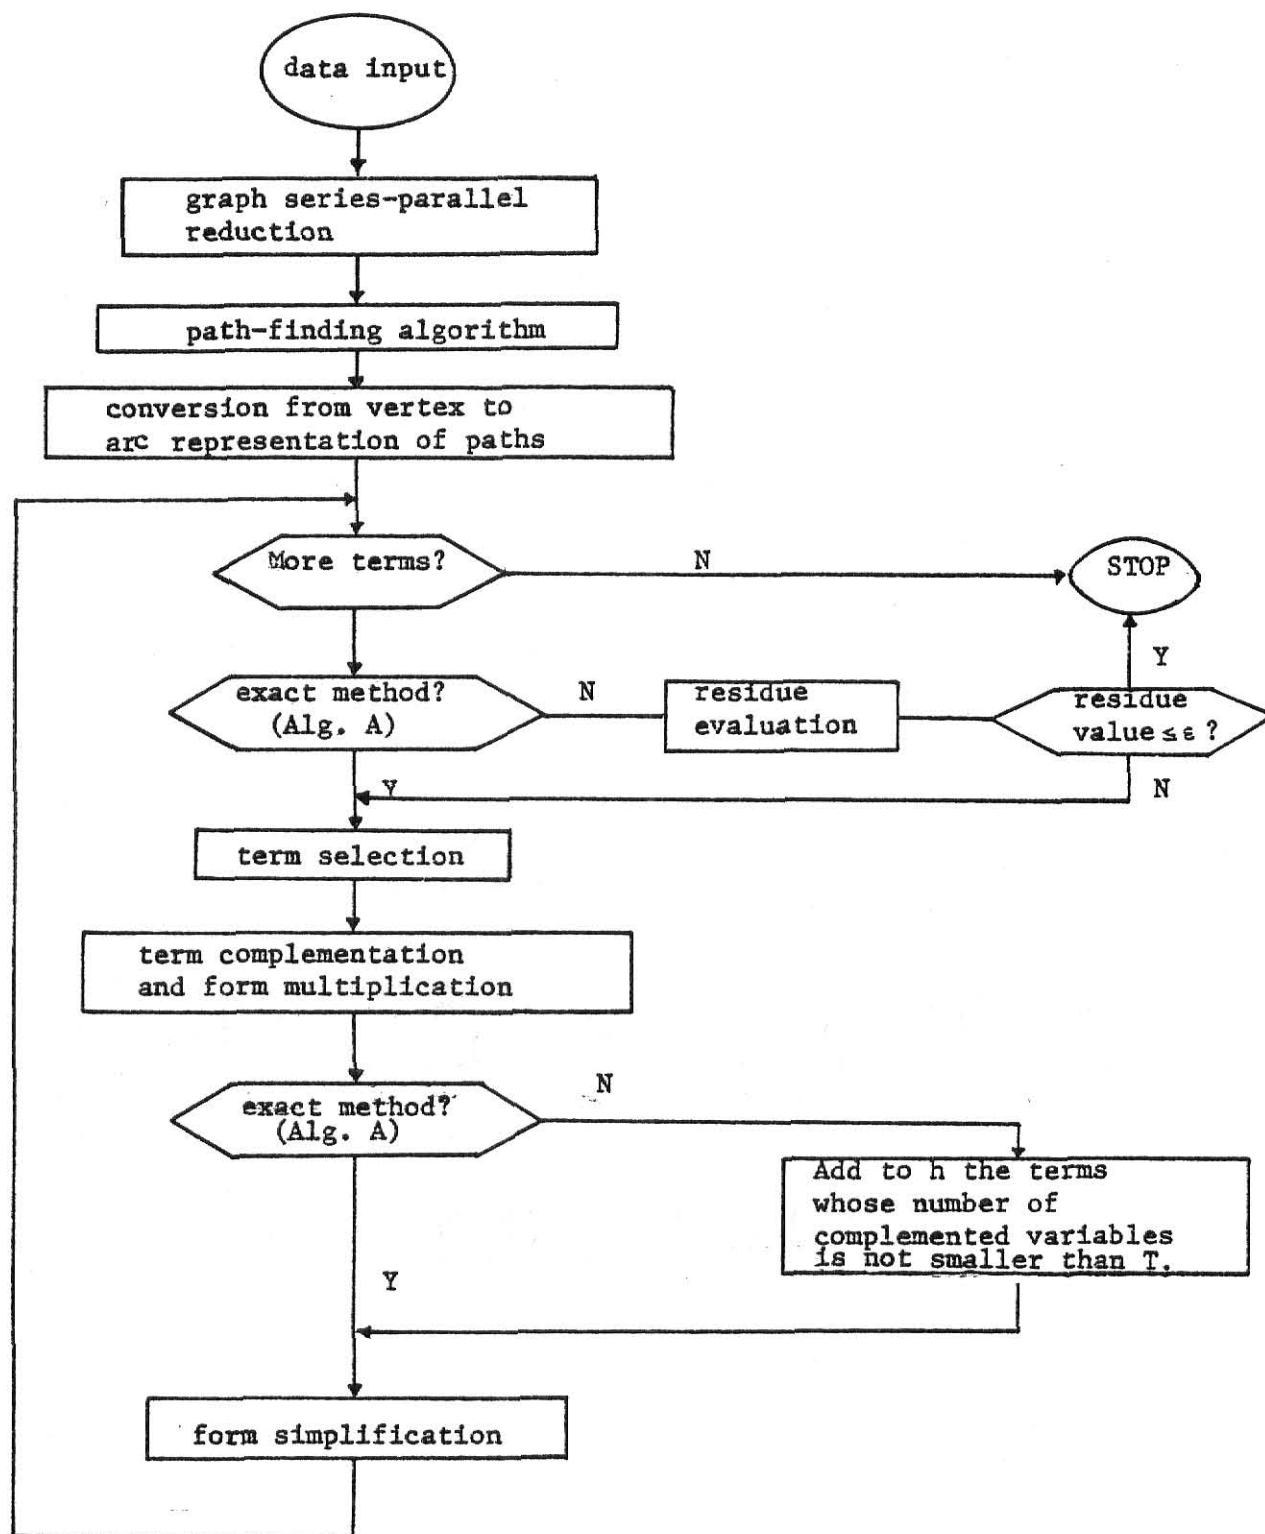 data input
graph series-parallel
reduction
path-finding algorithm
conversion from vertex to
arc representation of paths
More terms?
N
STOP
Y
exact method?
(Alg. A)
N
residue
evaluation
residue
value ≤ ε ?
Y
N
term selection
term complementation
and form multiplication
N
exact method?
(Alg. A)
Add to h the terms
whose number of
complemented variables
is not smaller than T.
Y
form simplification